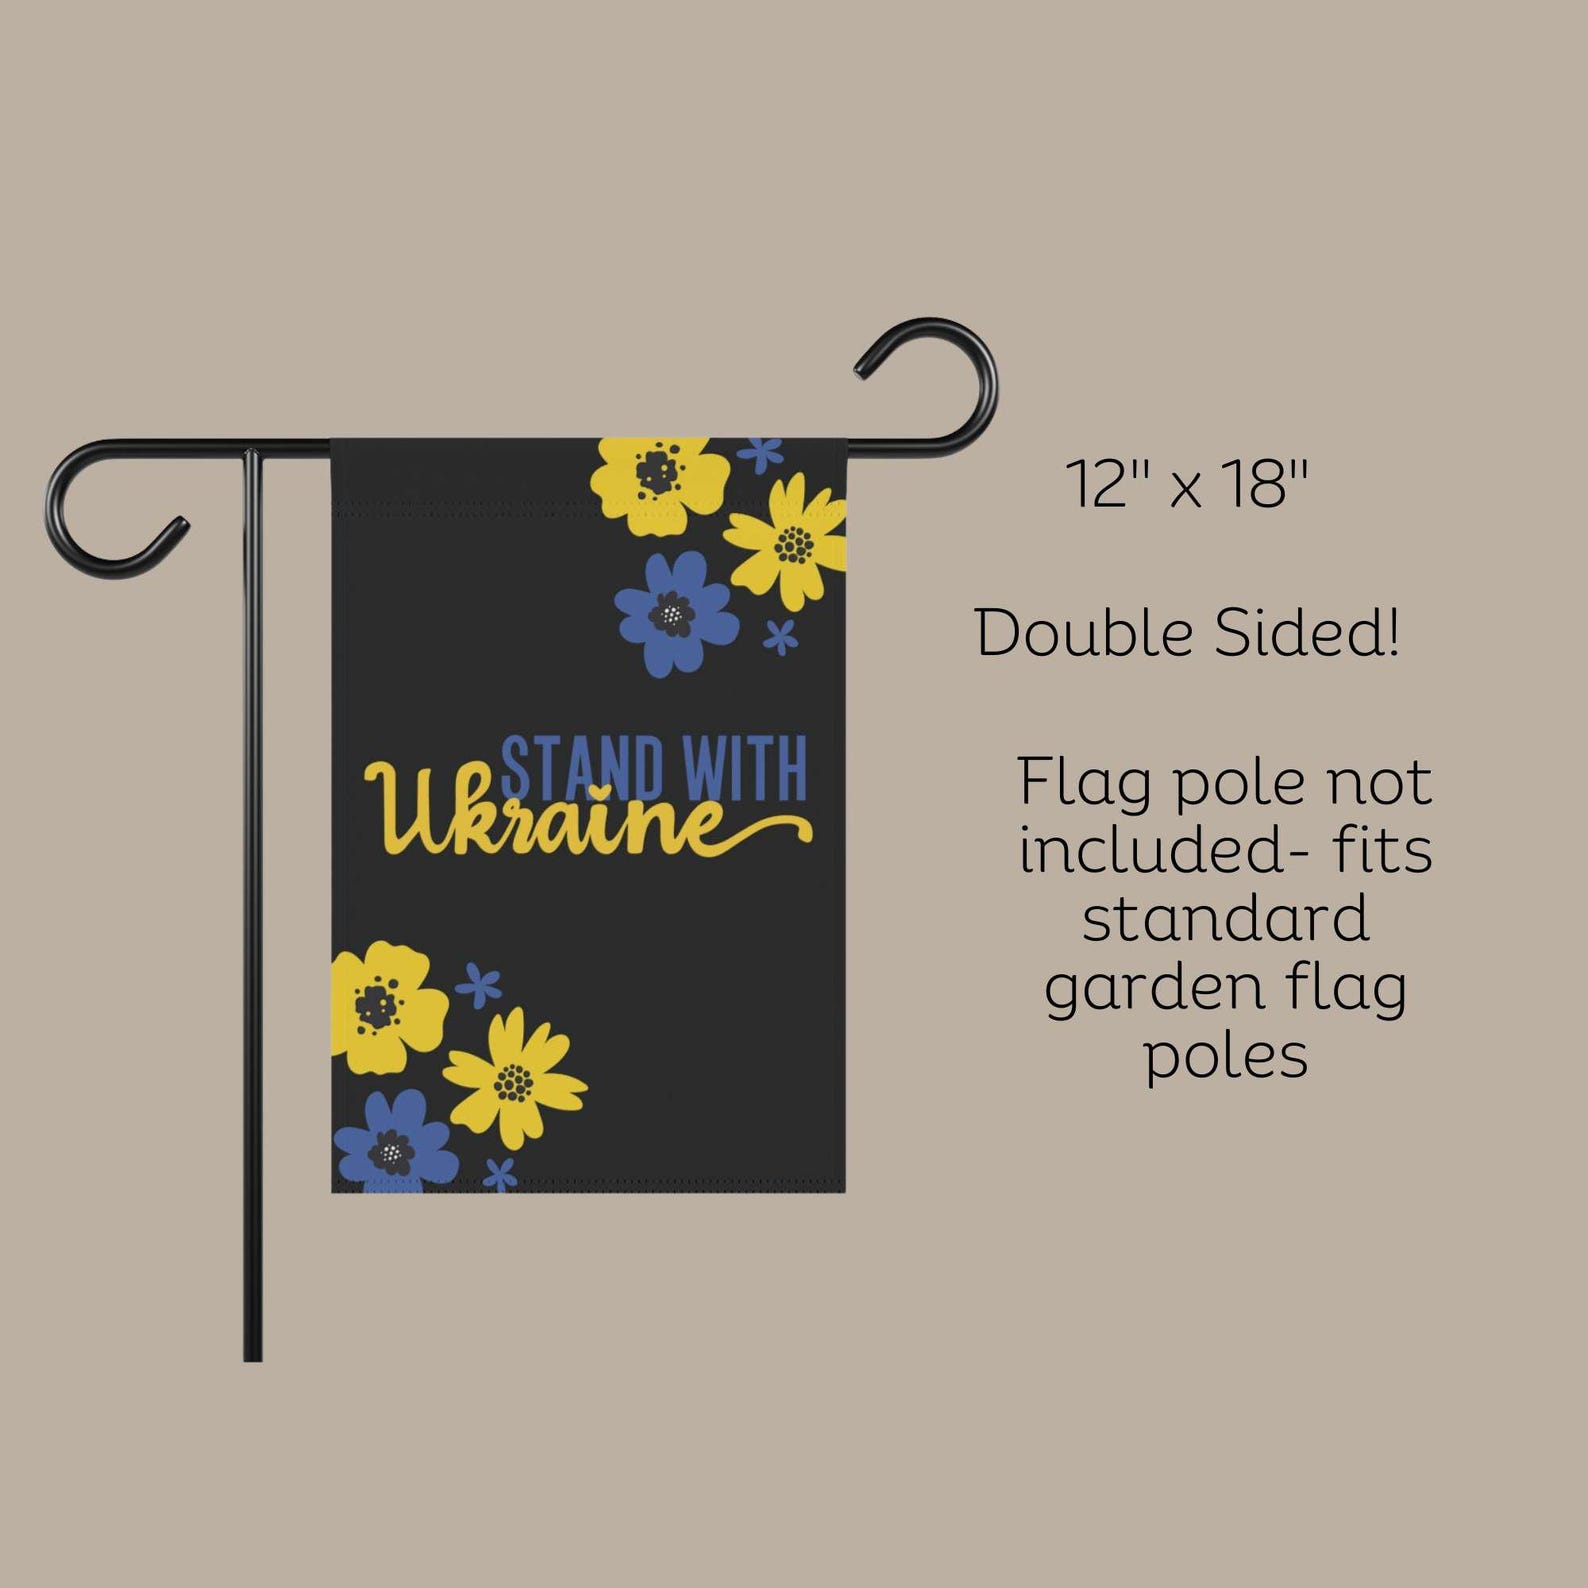 STAND WITH
Ukraine
12" x 18"
Double Sided!
Flag pole not
included- fits
standard
garden flag
poles